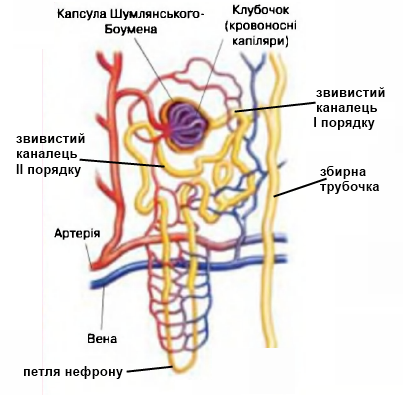 Капсула Шумлянського-
Боумена
Клубочок
(кровоносні
капіляри)
звивистий
каналець
І порядку
звивистий
каналець
ІІ порядку
збирна
трубочка
Артерія
Вена
петля нефрону